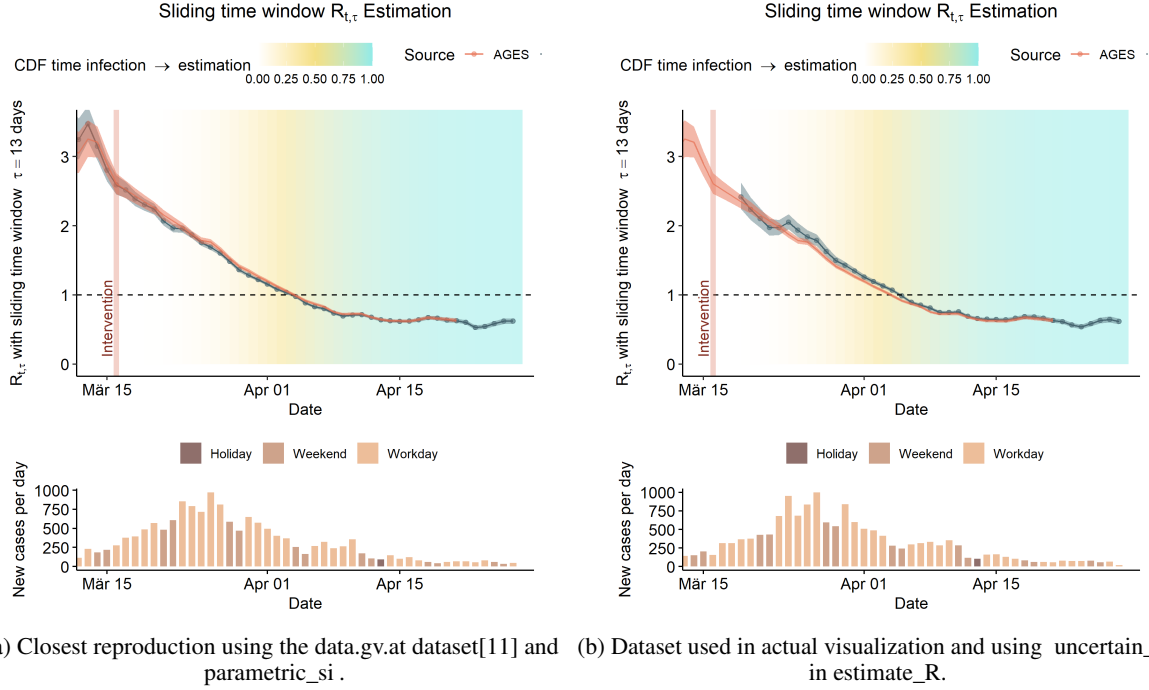 Sliding time window Rt,τ Estimation
CDF time infection → estimation
0.00 0.25 0.50 0.75 1.00
Source AGES
Rt,τ with sliding time window τ = 13 days
3
2
1
0
Intervention
Mär 15 Apr 01 Apr 15
Date
Holiday Weekend Workday
New cases per day
1000
750
500
250
0
Mär 15 Apr 01 Apr 15
Date
Sliding time window Rt,τ Estimation
CDF time infection → estimation
0.00 0.25 0.50 0.75 1.00
Source AGES
Rt,τ with sliding time window τ = 13 days
3
2
1
0
Intervention
Mär 15 Apr 01 Apr 15
Date
Holiday Weekend Workday
New cases per day
1000
750
500
250
0
Mär 15 Apr 01 Apr 15
Date
) Closest reproduction using the data.gv.at dataset[11] and
parametric_si .
(b) Dataset used in actual visualization and using uncertain_
in estimate_R.